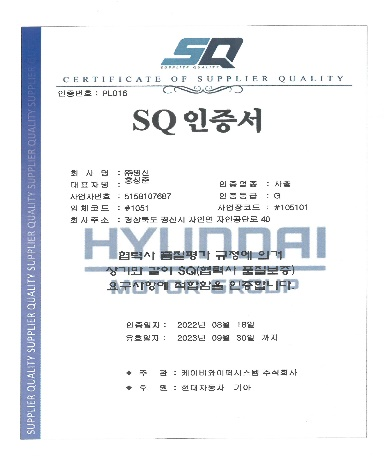 SQ
SUPPLIER QUALITY
CERTIFICATE OF SUPPLIER QUALITY
인증번호 : PL016
SQ 인증서
회 사 명 :
대표자명 :
인증업종 : 사출
사업자번호 : 5158107687
인증등급 : G
업체코드 : #1031
사업장코드 : #105101
회사주소 : 경상북도 경산시 자인면 자인공단로 40
HYUNDAI
MOTOR GROUP
협력사 품질평가 규정에 의거
상기와 같이 SQ(협력사 품질보증)
요구사항에 적합함을 인증합니다.
인증일자 : 2022년 08월 18일
유효일자 : 2023년 09월 30일 까지
◆ 주 관 : 케이비와이퍼시스템 주식회사
◆ 주 원 : 현대자동차 기아
SUPPLIER QUALITY SUPPLIER QUALITY SUPPLIER QUALITY SUPPLIER QUALITY SUPPLIER QUALITY